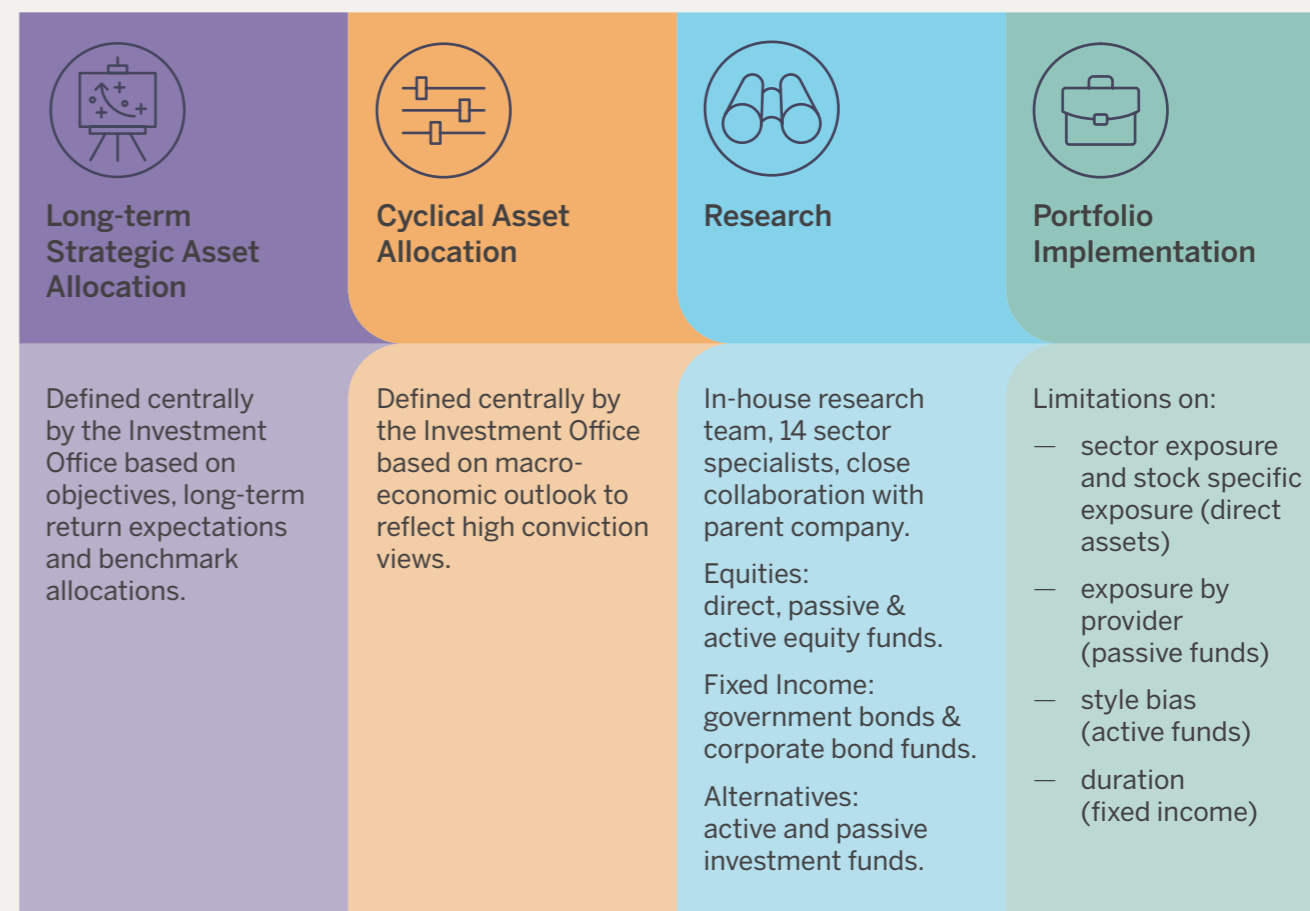 Long-term
Strategic Asset
Allocation
Defined centrally
by the Investment
Office based on
objectives, long-term
return expectations
and benchmark
allocations.
Cyclical Asset
Allocation
Defined centrally by
the Investment Office
based on macro-
economic outlook to
reflect high conviction
views.
Research
In-house research
team, 14 sector
specialists, close
collaboration with
parent company.
Equities:
direct, passive &
active equity funds.
Fixed Income:
government bonds &
corporate bond funds.
Alternatives:
active and passive
investment funds.
Portfolio
Implementation
Limitations on:
— sector exposure
and stock specific
exposure (direct
assets)
— exposure by
provider
(passive funds)
— style bias
(active funds)
— duration
(fixed income)